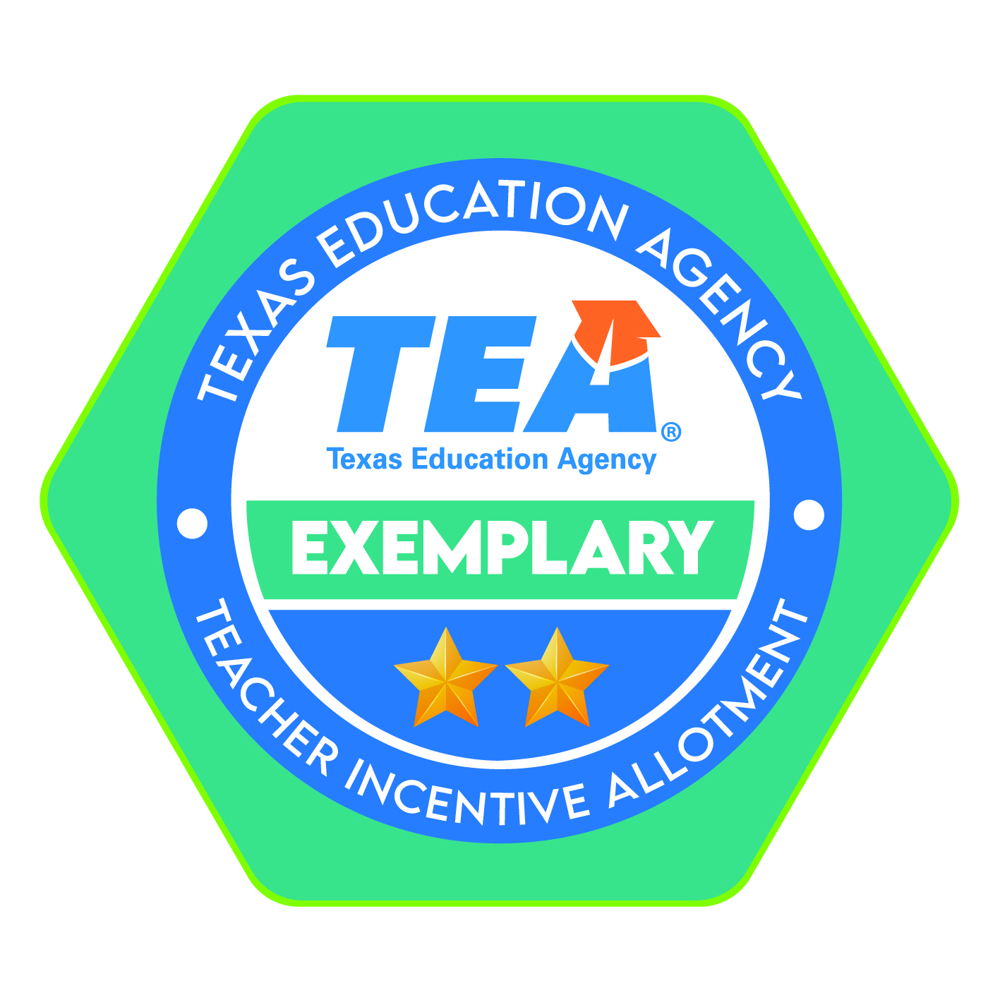 TEXAS EDUCATION AGENCY
TEA®
Texas Education Agency
EXEMPLARY
TEACHER INCENTIVE ALLOTMENT